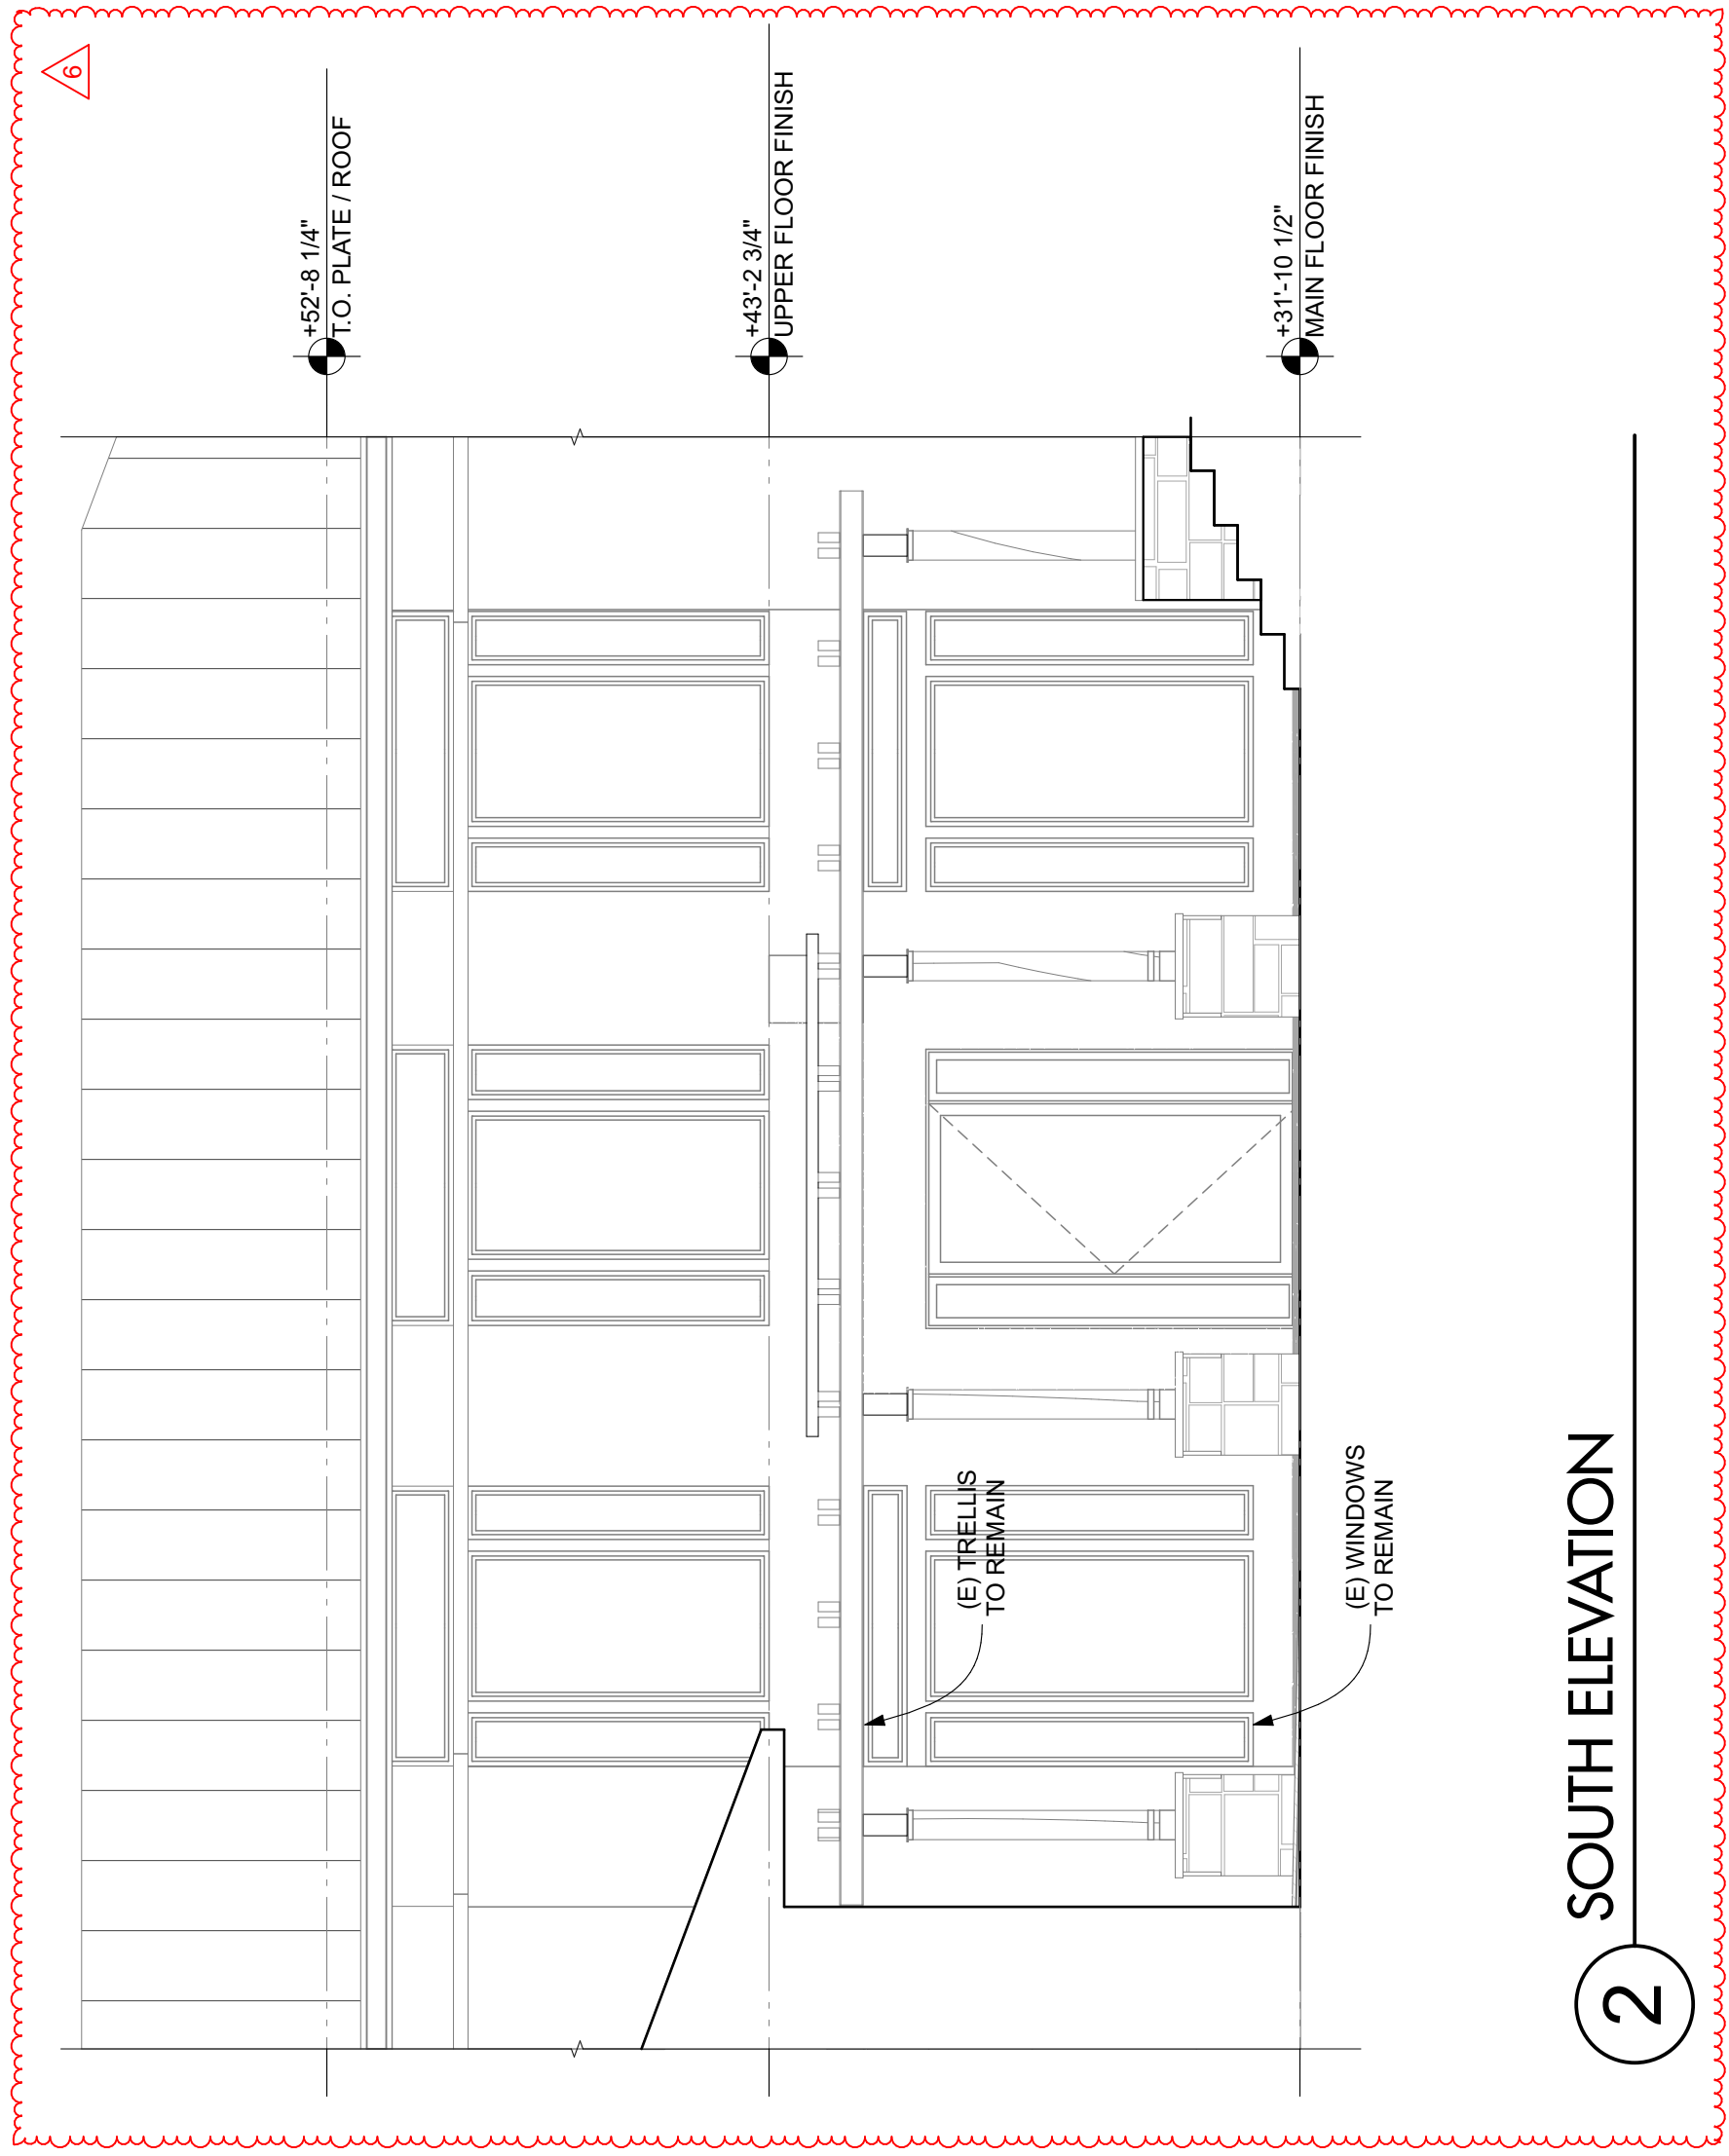 6
+52'-8 1/4"
T.O. PLATE / ROOF
+43'-2 3/4"
UPPER FLOOR FINISH
(E) TRELLIS
TO REMAIN
+31'-10 1/2"
MAIN FLOOR FINISH
(E) WINDOWS
TO REMAIN
2
SOUTH ELEVATION